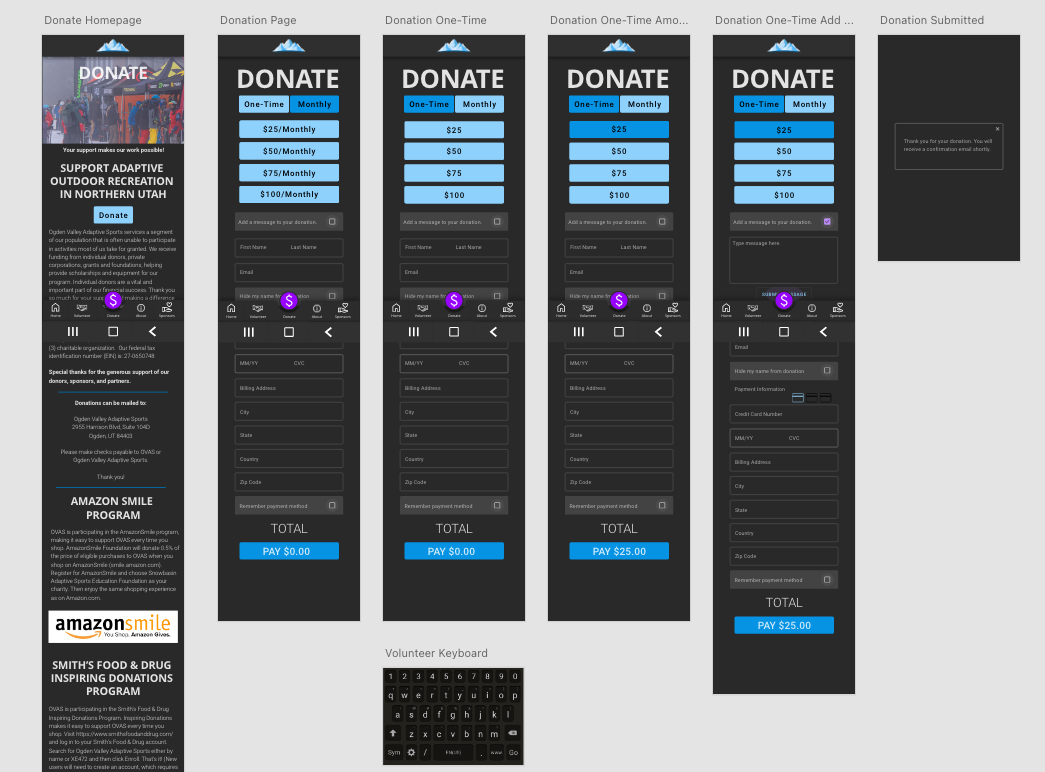 Donate Homepage
DONATE
Your support makes our work possible!
SUPPORT ADAPTIVE
OUTDOOR RECREATION
IN NORTHERN UTAH
Donate
Ogden Valley Adaptive Sports services a segment
of our population that is often unable to participate
in activities most of us take for granted. We receive
funding from individual donors, private
corporations, grants and foundations, helping
provide scholarships and equipment for our
program. Individual donors are a vital and
important part of our financial success. Thank you
so much for your making a difference
$
Home
Volunteer
Donate
About
Sponsors
(3) charitable organization. Our federal tax
identification number (EIN) is: 27-0650748
Special thanks for the generous support of our
donors, sponsors, and partners.
Donations can be mailed to:
Ogden Valley Adaptive Sports
2955 Harrison Blvd, Suite 104D
Ogden, UT 84403
Please make checks payable to OVAS or
Ogden Valley Adaptive Sports.
Thank you!
AMAZON SMILE
PROGRAM
OVAS is participating in the AmazonSmile program,
making it easy to support OVAS every time you
shop. AmazonSmile Foundation will donate 0.5% of
the price of eligible purchases to OVAS when you
shop on AmazonSmile (smile.amazon.com).
Register for AmazonSmile and choose Snowbasin
Adaptive Sports Education Foundation as your
charity. Then enjoy the same shopping experience
as on Amazon.com.
amazonsmile
You Shop. Amazon Gives.
SMITH'S FOOD & DRUG
INSPIRING DONATIONS
PROGRAM
OVAS is participating in the Smith's Food & Drug
Inspiring Donations Program. Inspiring Donations
makes it easy to support OVAS every time you
shop. Visit https://www.smithsfoodanddrug.com/
and log in to your Smith's Food & Drug account.
Search for Ogden Valley Adaptive Sports either by
name or XE472 and then click Enroll. That's it! (New
users will need to create an account, which requires
Donation Page
DONATE
One-Time Monthly
$25/Monthly
$50/Monthly
$75/Monthly
$100/Monthly
Add a message to your donation.
First Name Last Name
Email
Hide my name from donation
$
Home
Volunteer
Donate
About
Sponsors
MM/YY CVC
Billing Address
City
State
Country
Zip Code
Remember payment method
TOTAL
PAY $0.00
Donation One-Time
DONATE
One-Time Monthly
$25
$50
$75
$100
Add a message to your donation.
First Name Last Name
Email
Hide my name from donation
$
Home
Volunteer
Donate
About
Sponsors
MM/YY CVC
Billing Address
City
State
Country
Zip Code
Remember payment method
TOTAL
PAY $0.00
Donation One-Time Amo...
DONATE
One-Time Monthly
$25
$50
$75
$100
Add a message to your donation.
First Name Last Name
Email
Hide my name from donation
$
Home
Volunteer
Donate
About
Sponsors
MM/YY CVC
Billing Address
City
State
Country
Zip Code
Remember payment method
TOTAL
PAY $25.00
Donation One-Time Add ...
DONATE
One-Time Monthly
$25
$50
$75
$100
Add a message to your donation.
Type message here.
$
Home
Volunteer
Donate
About
Sponsors
Email
Hide my name from donation
Payment Information
Credit Card Number
MM/YY CVC
Billing Address
City
State
Country
Zip Code
Remember payment method
TOTAL
PAY $25.00
Donation Submitted
x
Thank you for your donation. You will
receive a confirmation email shortly.
Volunteer Keyboard
1 2 3 4 5 6 7 8 9 0
q w e r t y u i o p
a s d f g h j k l
z x c v b n m
Sym / EN(US) . www Go